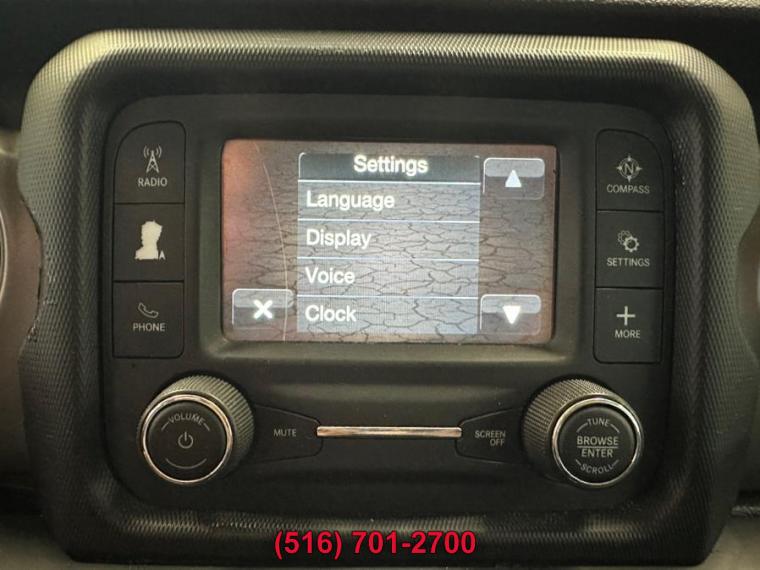 RADIO
A
PHONE
Settings
Language
Display
Voice
Clock
N
COMPASS
SETTINGS
MORE
VOLUME
MUTE
SCREEN
OFF
TUNE
BROWSE
ENTER
SCROLL
(516) 701-2700